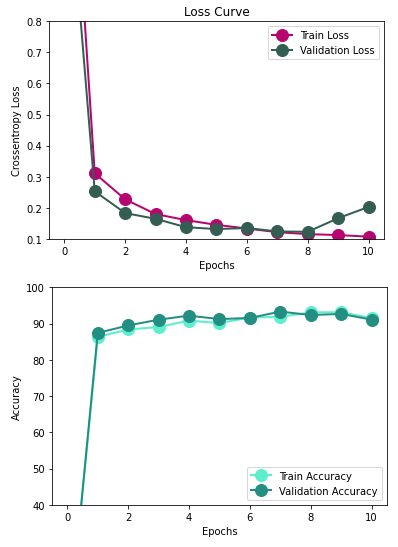 Loss Curve
0.8
0.7
0.6
0.5
0.4
0.3
0.2
0.1
Crossentropy Loss
Train Loss
Validation Loss
0 2 4 6 8 10
Epochs
100
90
80
70
60
50
40
Accuracy
Train Accuracy
Validation Accuracy
0 2 4 6 8 10
Epochs